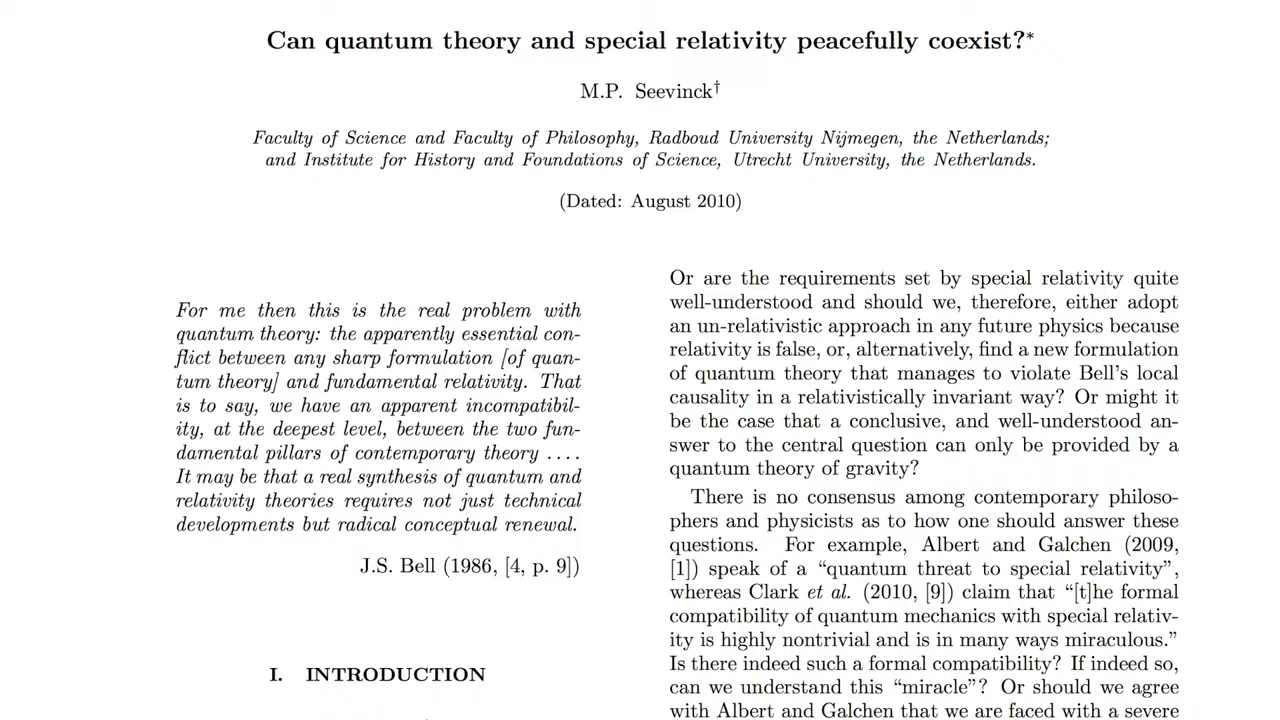 Can quantum theory and special relativity peacefully coexist?*
M.P. Seevinck†
Faculty of Science and Faculty of Philosophy, Radboud University Nijmegen, the Netherlands;
and Institute for History and Foundations of Science, Utrecht University, the Netherlands.
(Dated: August 2010)
For me then this is the real problem with
quantum theory: the apparently essential con-
flict between any sharp formulation [of quan-
tum theory] and fundamental relativity. That
is to say, we have an apparent incompatibil-
ity, at the deepest level, between the two fun-
damental pillars of contemporary theory ....
It may be that a real synthesis of quantum and
relativity theories requires not just technical
developments but radical conceptual renewal.
J.S. Bell (1986, [4, p. 9])
I. INTRODUCTION
Or are the requirements set by special relativity quite
well-understood and should we, therefore, either adopt
an un-relativistic approach in any future physics because
relativity is false, or, alternatively, find a new formulation
of quantum theory that manages to violate Bell's local
causality in a relativistically invariant way? Or might it
be the case that a conclusive, and well-understood an-
swer to the central question can only be provided by a
quantum theory of gravity?
There is no consensus among contemporary philoso-
phers and physicists as to how one should answer these
questions. For example, Albert and Galchen (2009,
[1]) speak of a “quantum threat to special relativity”,
whereas Clark et al. (2010, [9]) claim that “[t]he formal
compatibility of quantum mechanics with special relativ-
ity is highly nontrivial and is in many ways miraculous.”
Is there indeed such a formal compatibility? If indeed so,
can we understand this “miracle”? Or should we agree
with Albert and Galchen that we are faced with a severe